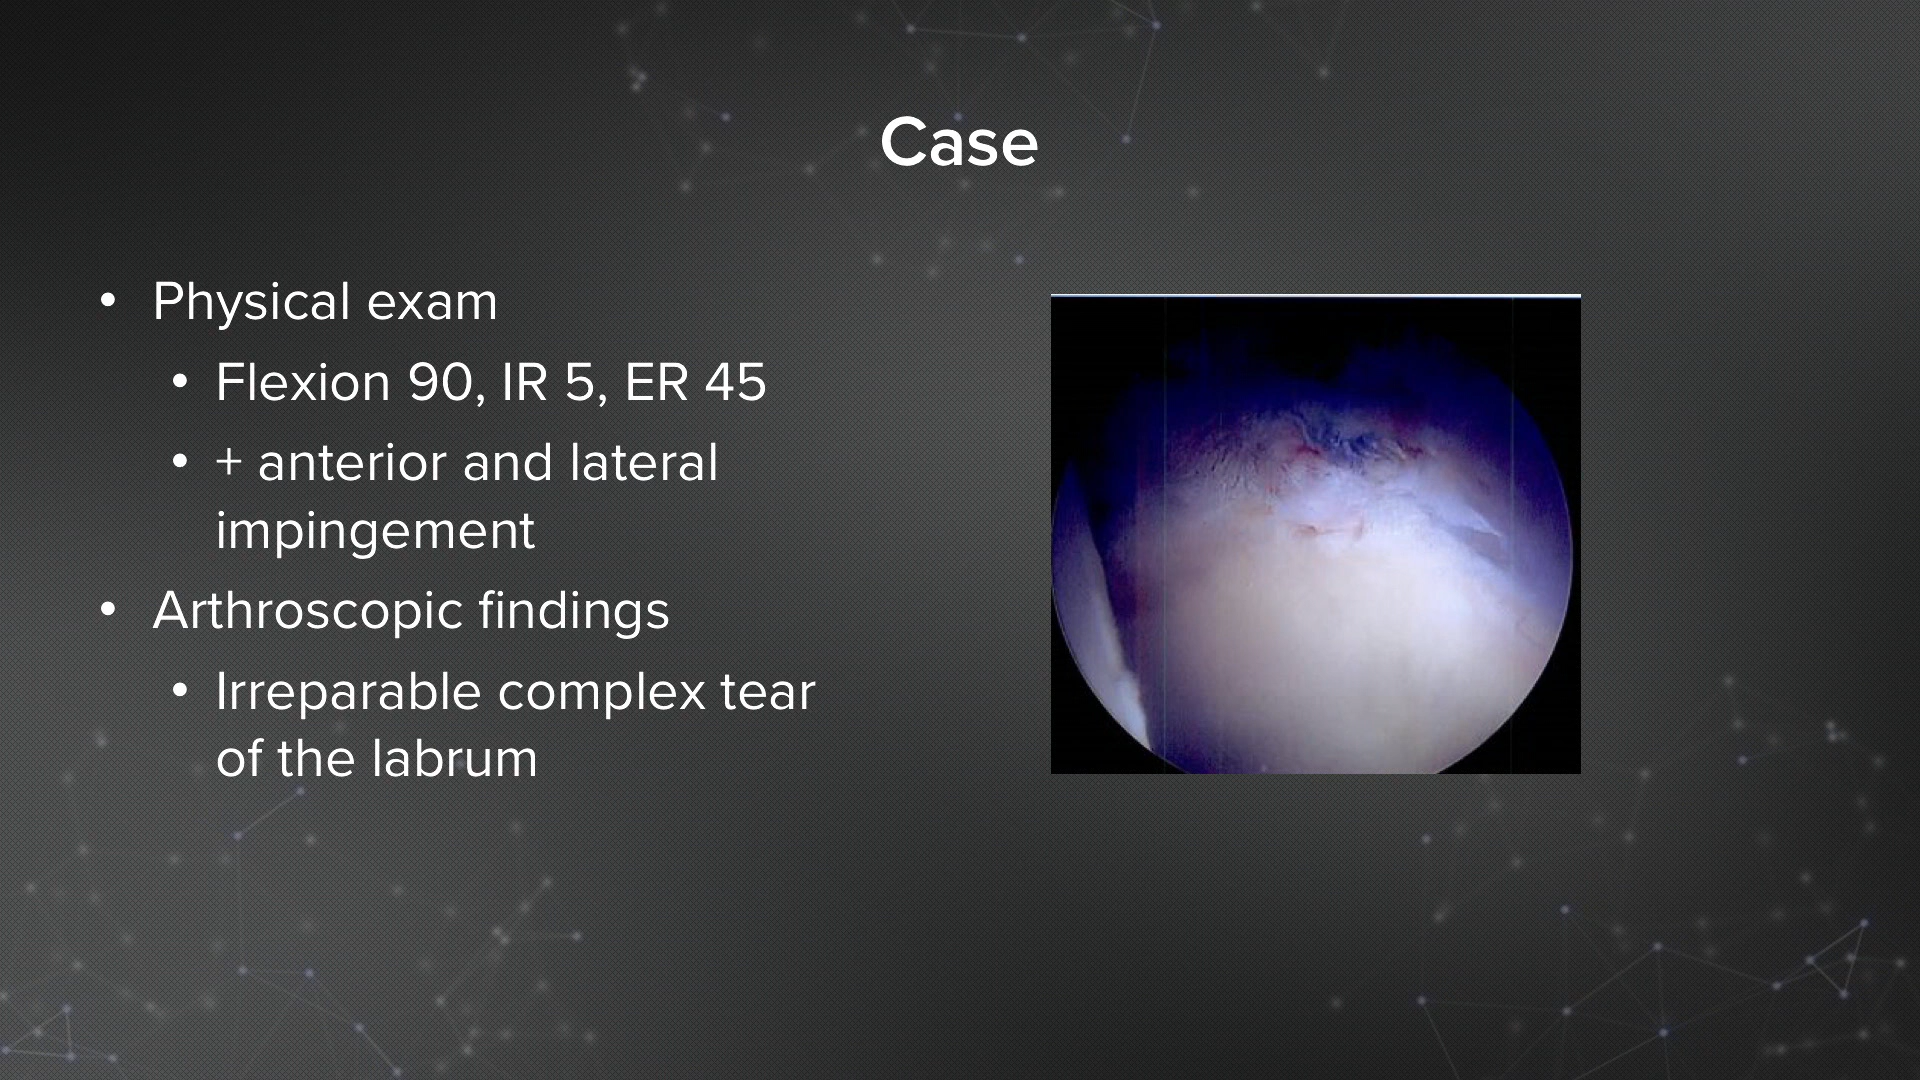 Case
• Physical exam
• Flexion 90, IR 5, ER 45
• + anterior and lateral
impingement
• Arthroscopic findings
• Irreparable complex tear
of the labrum